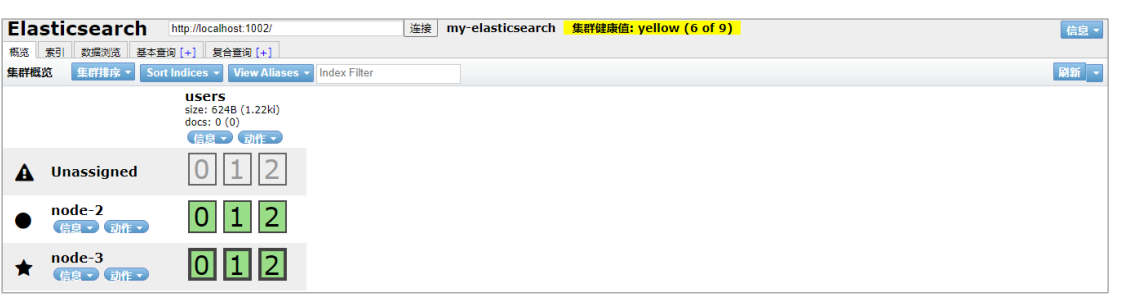 Elasticsearch http://localhost:1002/ 连接 my-elasticsearch 集群健康值: yellow (6 of 9) 信息
概览 索引 数据浏览 基本查询 [+] 复合查询 [+]
集群概览 集群排序 Sort Indices View Aliases Index Filter 刷新
users
size: 624B (1.22ki)
docs: 0 (0)
信息 动作
Unassigned 0 1 2
node-2 0 1 2
信息 动作
node-3 0 1 2
信息 动作